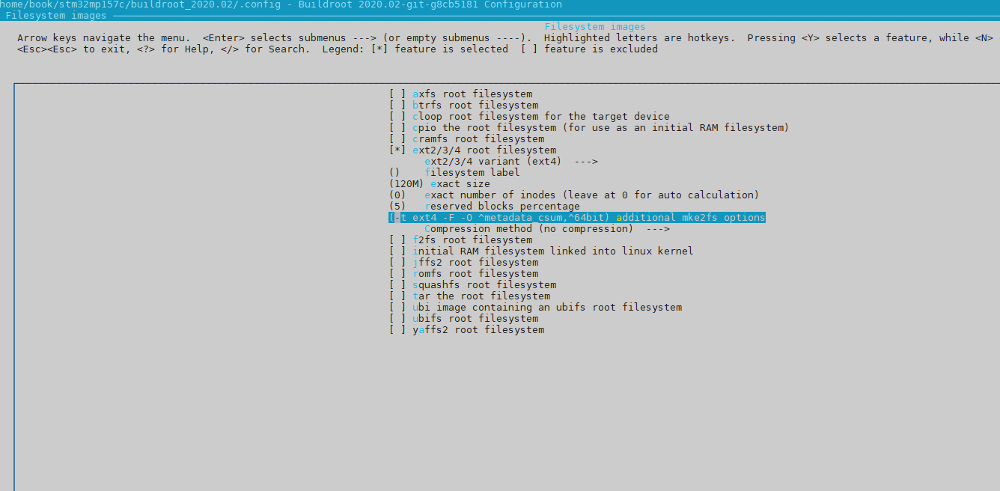 home/book/stm32mp157c/buildroot_2020.02/.config - Buildroot 2020.02-git-g8cb5181 Configuration
Filesystem images
Filesystem images
Arrow keys navigate the menu.  <Enter> selects submenus ---> (or empty submenus ----).  Highlighted letters are hotkeys.  Pressing <Y> selects a feature, while <N>
<Esc><Esc> to exit, <?> for Help, </> for Search.  Legend: [*] feature is selected  [ ] feature is excluded
[ ] axfs root filesystem
[ ] btrfs root filesystem
[ ] cloop root filesystem for the target device
[ ] cpio the root filesystem (for use as an initial RAM filesystem)
[ ] cramfs root filesystem
[*] ext2/3/4 root filesystem
      ext2/3/4 variant (ext4)  --->
()    filesystem label
(120M) exact size
(0)   exact number of inodes (leave at 0 for auto calculation)
(5)   reserved blocks percentage
(-t ext4 -F -O ^metadata_csum,^64bit) additional mke2fs options
      Compression method (no compression)  --->
[ ] f2fs root filesystem
[ ] initial RAM filesystem linked into linux kernel
[ ] jffs2 root filesystem
[ ] romfs root filesystem
[ ] squashfs root filesystem
[ ] tar the root filesystem
[ ] ubi image containing an ubifs root filesystem
[ ] ubifs root filesystem
[ ] yaffs2 root filesystem